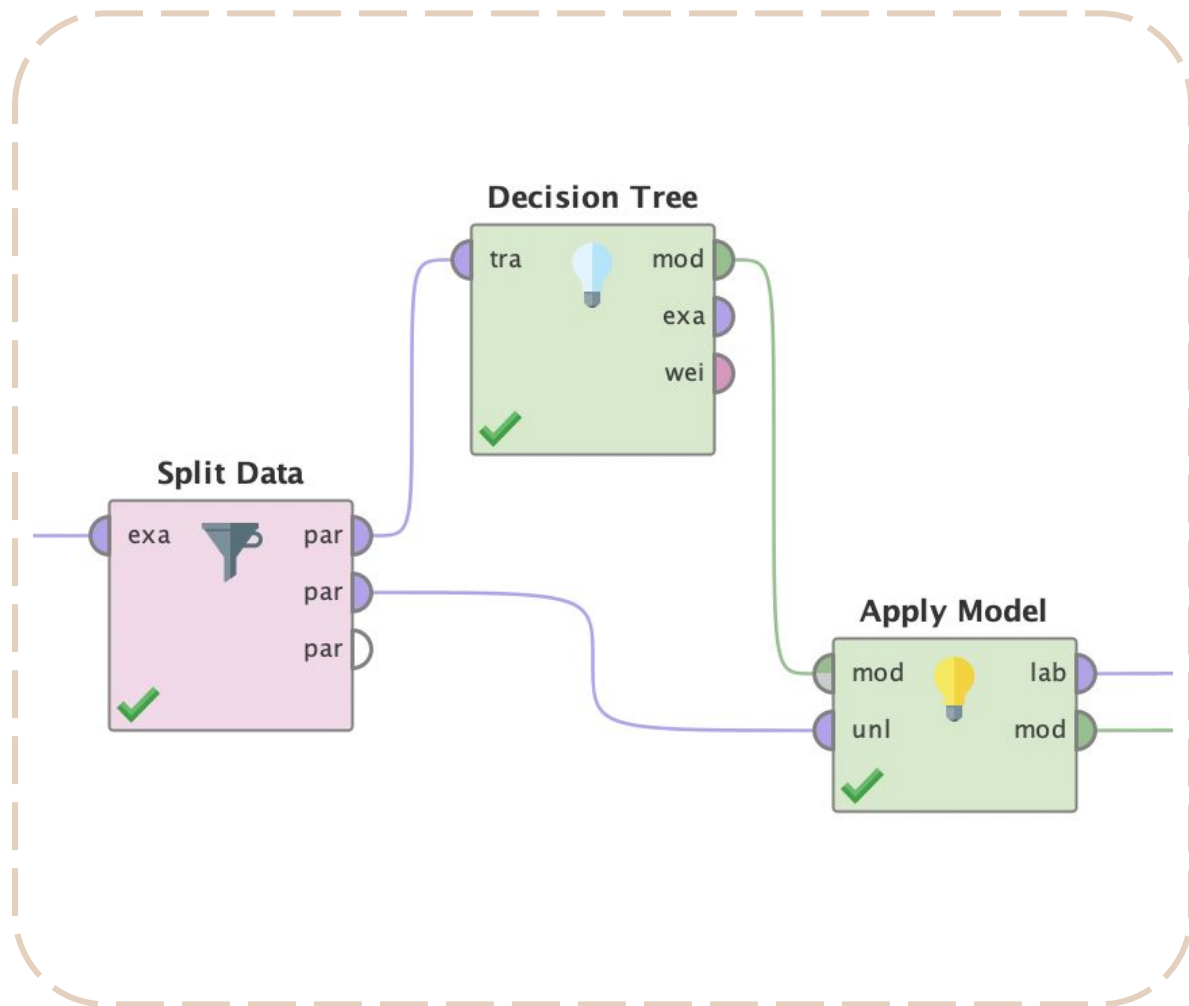 Decision Tree
tra
mod
exa
wei
Split Data
exa
par
par
par
Apply Model
mod
lab
unl
mod